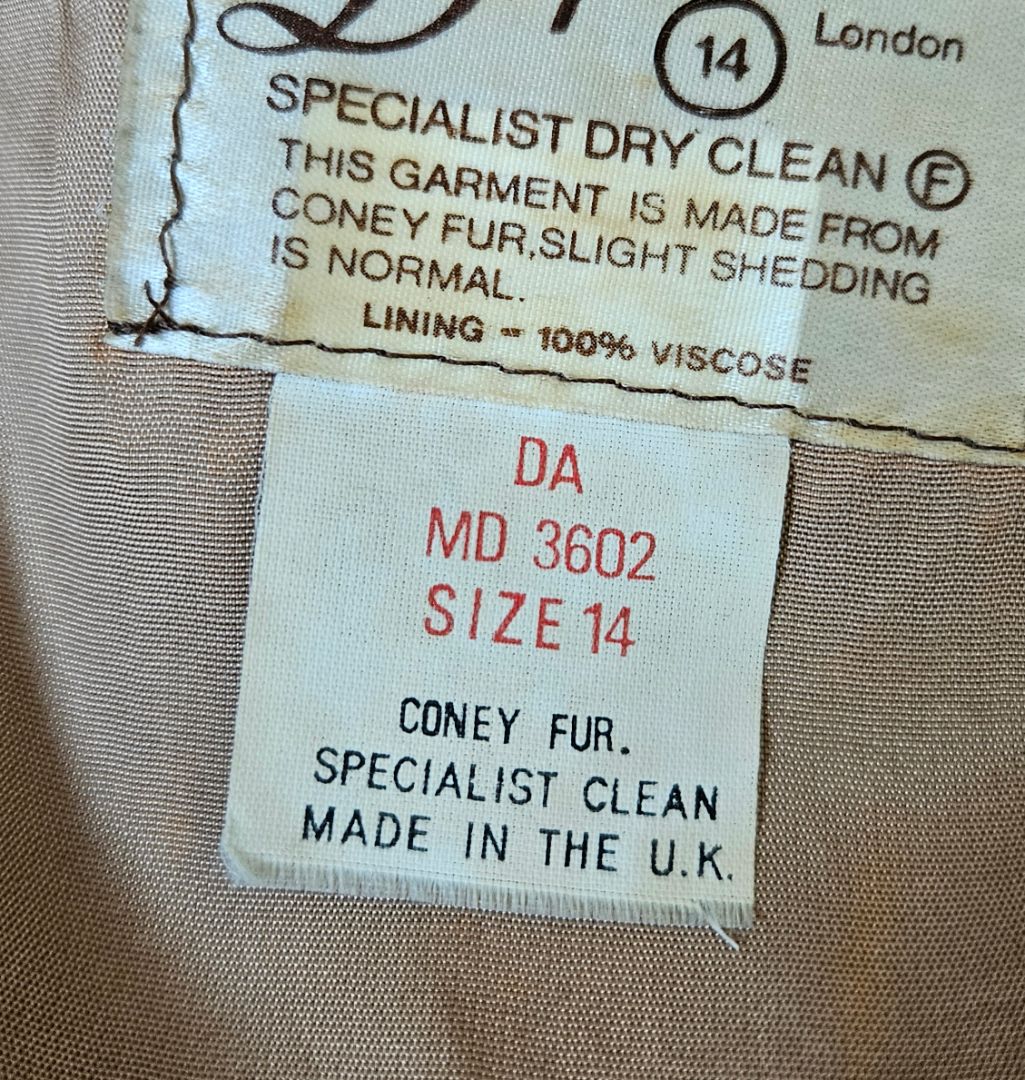 14
London
SPECIALIST DRY CLEAN Ⓕ
THIS GARMENT IS MADE FROM
CONEY FUR,SLIGHT SHEDDING
IS NORMAL.
LINING - 100% VISCOSE
DA
MD 3602
SIZE 14
CONEY FUR.
SPECIALIST CLEAN
MADE IN THE U.K.